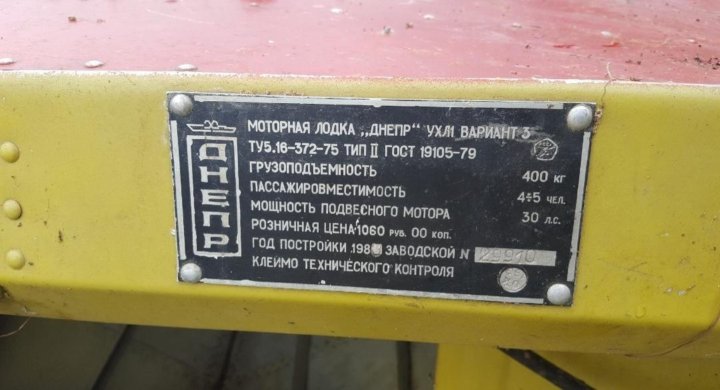 ДНЕПР
МОТОРНАЯ ЛОДКА „ДНЕПР" УХЛ1 ВАРИАНТ 3
ТУ5.16-372-75 ТИП II ГОСТ 19105-79
ГРУЗОПОДЪЕМНОСТЬ 400 КГ
ПАССАЖИРОВМЕСТИМОСТЬ 4÷5 ЧЕЛ.
МОЩНОСТЬ ПОДВЕСНОГО МОТОРА 30 Л.С.
РОЗНИЧНАЯ ЦЕНА 1060 РУБ. 00 КОП.
ГОД ПОСТРОЙКИ ЗАВОДСКОЙ N
КЛЕЙМО ТЕХНИЧЕСКОГО КОНТРОЛЯ